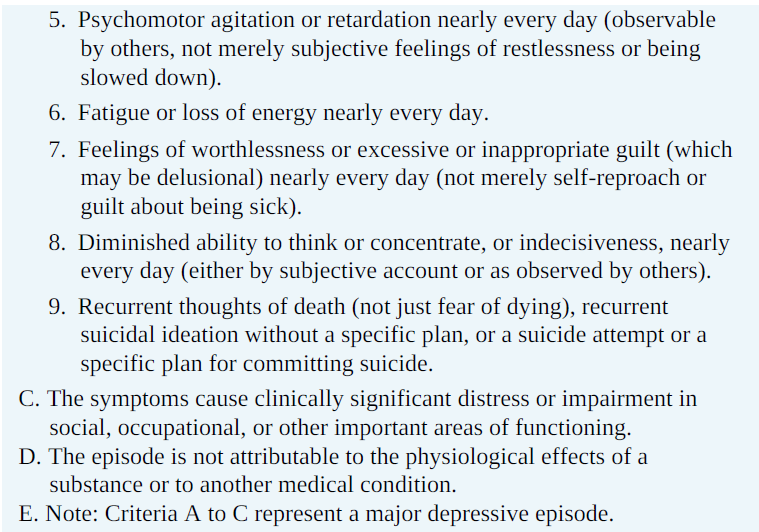 5. Psychomotor agitation or retardation nearly every day (observable
by others, not merely subjective feelings of restlessness or being
slowed down).
6. Fatigue or loss of energy nearly every day.
7. Feelings of worthlessness or excessive or inappropriate guilt (which
may be delusional) nearly every day (not merely self-reproach or
guilt about being sick).
8. Diminished ability to think or concentrate, or indecisiveness, nearly
every day (either by subjective account or as observed by others).
9. Recurrent thoughts of death (not just fear of dying), recurrent
suicidal ideation without a specific plan, or a suicide attempt or a
specific plan for committing suicide.
C. The symptoms cause clinically significant distress or impairment in
social, occupational, or other important areas of functioning.
D. The episode is not attributable to the physiological effects of a
substance or to another medical condition.
E. Note: Criteria A to C represent a major depressive episode.